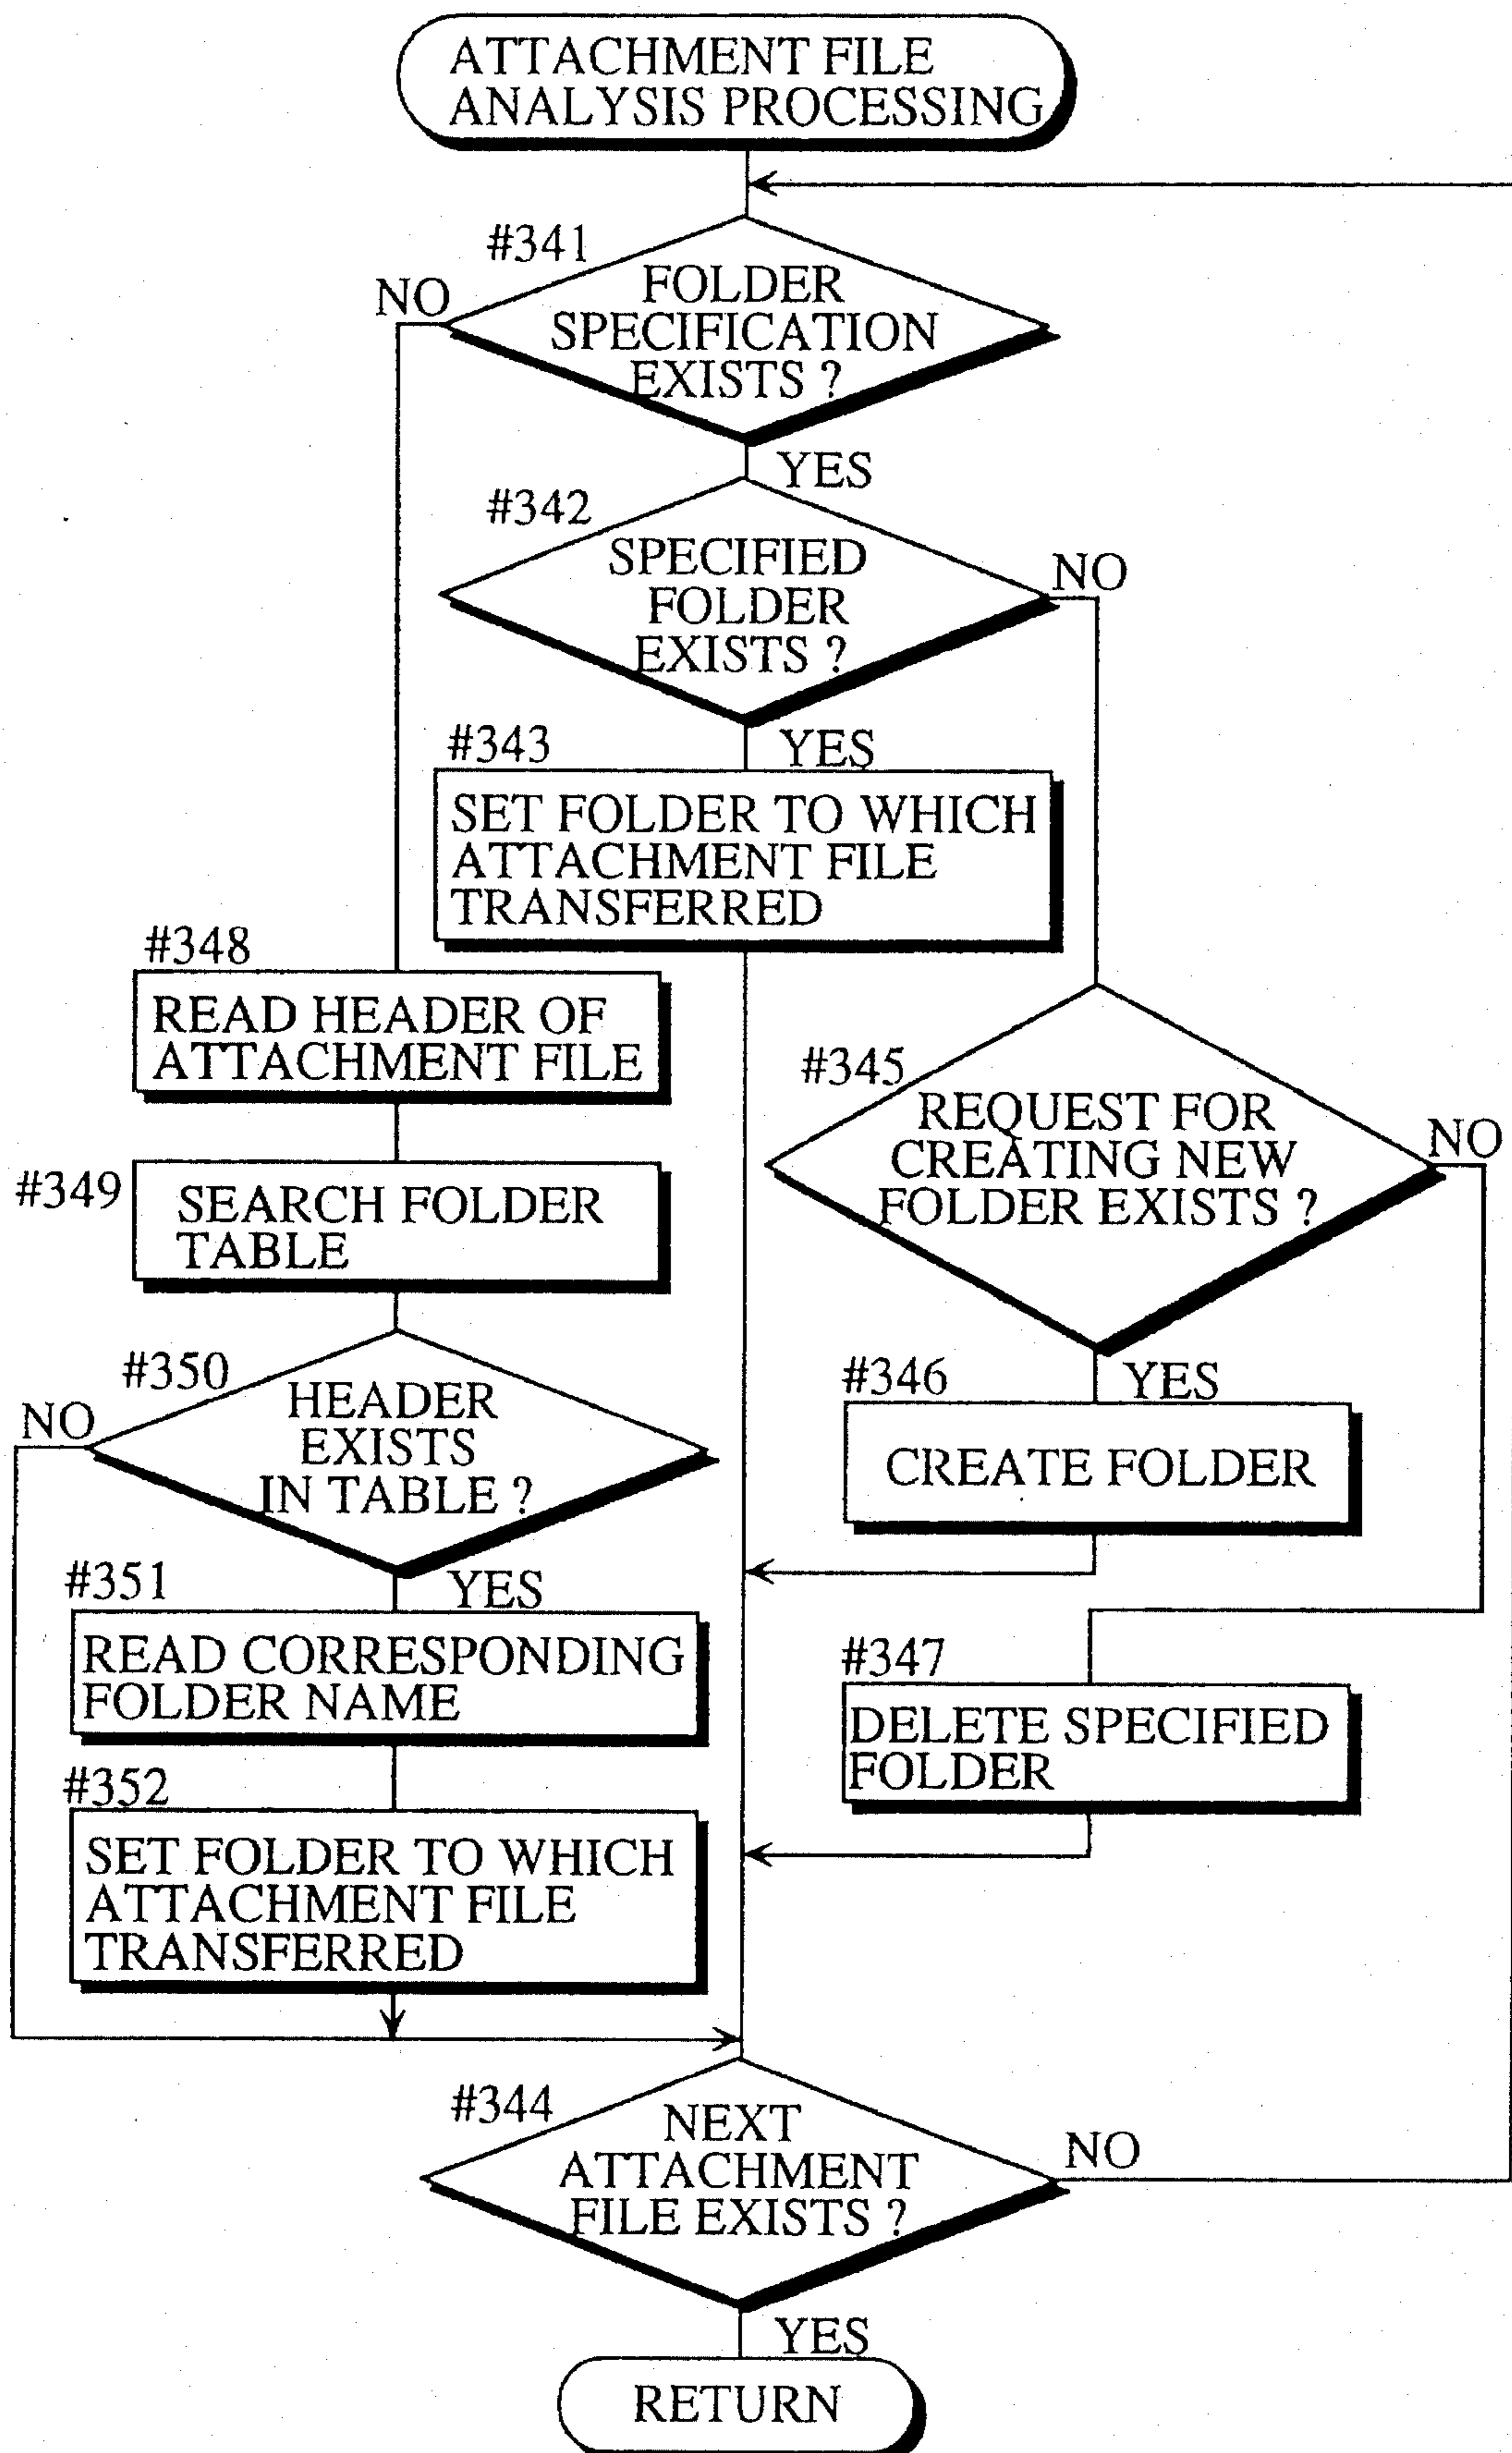 ATTACHMENT FILE
ANALYSIS PROCESSING
#341
NO
FOLDER
SPECIFICATION
EXISTS ?
YES
#342
SPECIFIED
FOLDER
EXISTS ?
NO
#343
YES
SET FOLDER TO WHICH
ATTACHMENT FILE
TRANSFERRED
#348
READ HEADER OF
ATTACHMENT FILE
#345
REQUEST FOR
CREATING NEW
FOLDER EXISTS ?
NO
#349
SEARCH FOLDER
TABLE
#350
NO
HEADER
EXISTS
IN TABLE ?
#346
YES
CREATE FOLDER
#351
YES
READ CORRESPONDING
FOLDER NAME
#347
DELETE SPECIFIED
FOLDER
#352
SET FOLDER TO WHICH
ATTACHMENT FILE
TRANSFERRED
#344
NEXT
ATTACHMENT
FILE EXISTS ?
NO
YES
RETURN